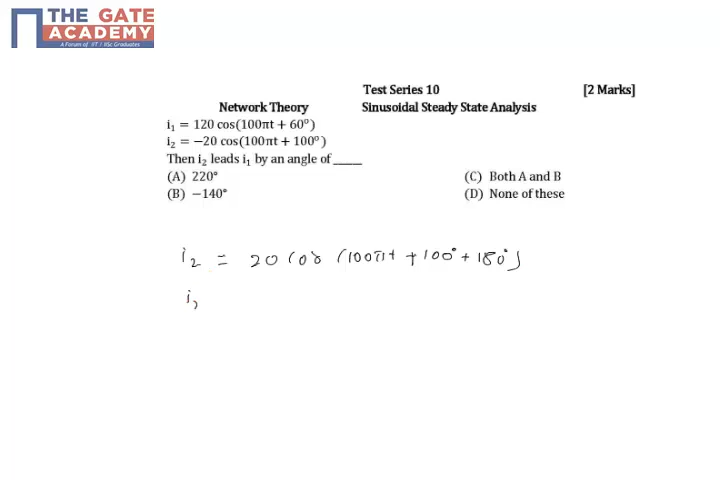 THE GATE
ACADEMY
A Forum of IIT / IISc Graduates
Test Series 10 [2 Marks]
Network Theory Sinusoidal Steady State Analysis
i₁ = 120 cos(100πt + 60°)
i₂ = −20 cos(100πt + 100°)
Then i₂ leads i₁ by an angle of _____
(A) 220° (C) Both A and B
(B) −140° (D) None of these
i₂ = 20 cos (100πt + 100° + 180°)
i₂